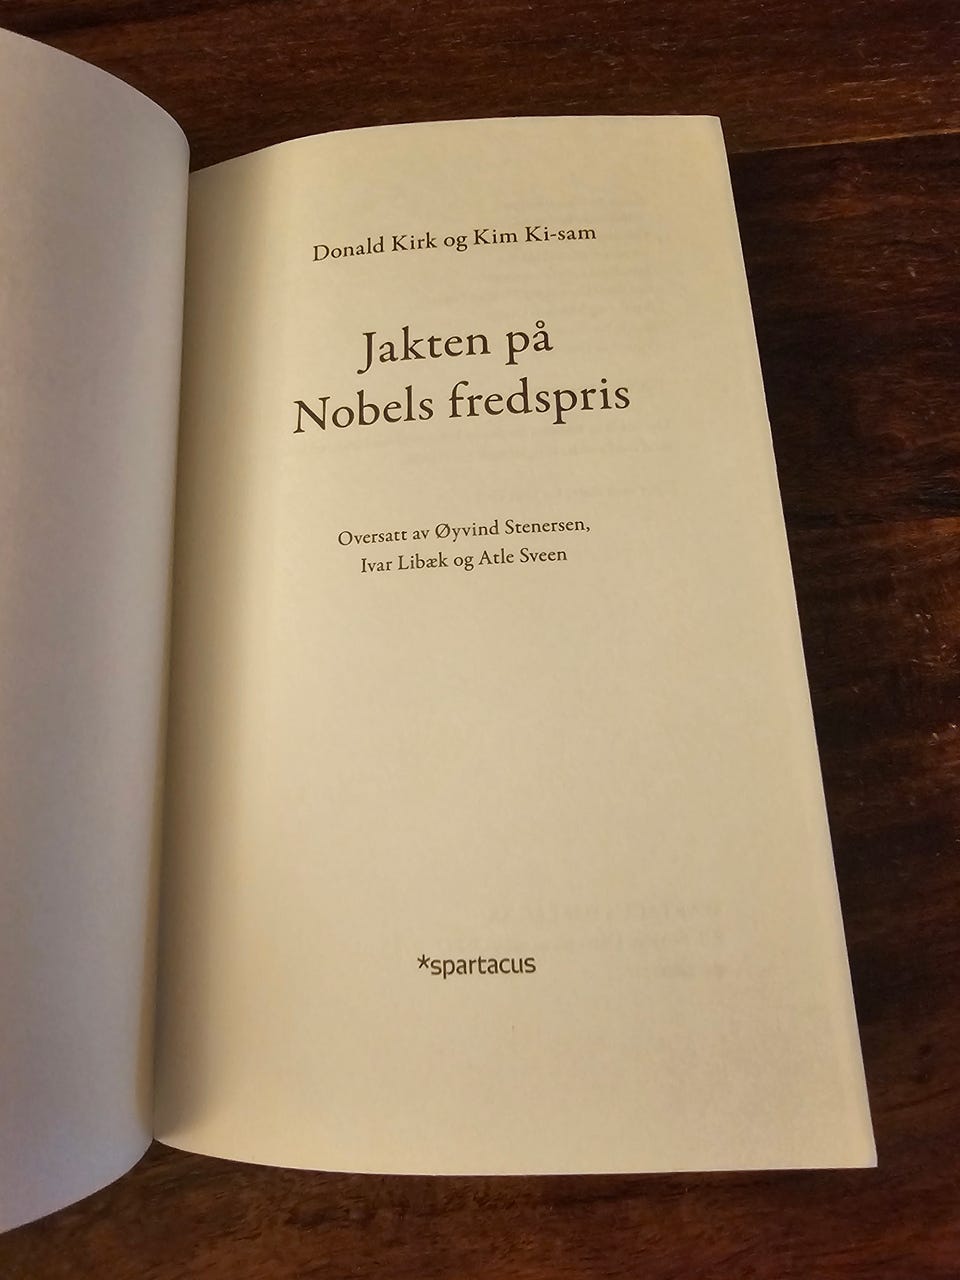 Donald Kirk og Kim Ki-sam
Jakten på
Nobels fredspris
Oversatt av Øyvind Stenersen,
Ivar Libæk og Atle Sveen
*spartacus